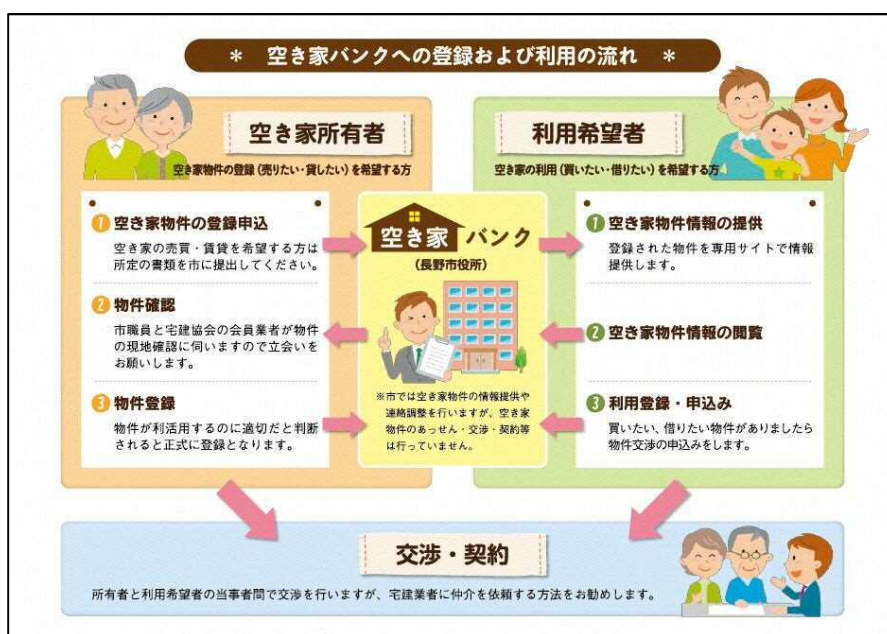 * 空き家バンクへの登録および利用の流れ *
空き家所有者
空き家物件の登録(売りたい・貸したい)を希望する方
❶空き家物件の登録申込
空き家の売買・賃貸を希望する方は
所定の書類を市に提出してください。
❷物件確認
市職員と宅建協会の会員業者が物件
の現地確認に伺いますので立会いを
お願いします。
❸物件登録
物件が利活用するのに適切だと判断
されると正式に登録となります。
空き家バンク
(長野市役所)
※市では空き家物件の情報提供や
連絡調整を行いますが、空き家
物件のあっせん・交渉・契約等
は行っていません。
利用希望者
空き家の利用(買いたい・借りたい)を希望する方
❶空き家物件情報の提供
登録された物件を専用サイトで情報
提供します。
❷空き家物件情報の閲覧
❸利用登録・申込み
買いたい、借りたい物件がありましたら
物件交渉の申込みをします。
交渉・契約
所有者と利用希望者の当事者間で交渉を行いますが、宅建業者に仲介を依頼する方法をお勧めします。